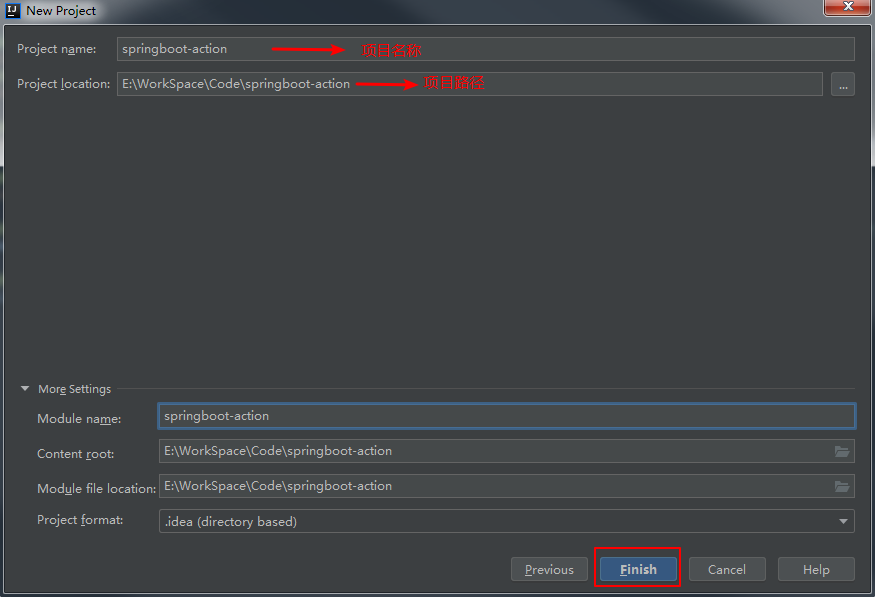 New Project
Project name: springboot-action 项目名称
Project location: E:\WorkSpace\Code\springboot-action 项目路径 ...
More Settings
Module name: springboot-action
Content root: E:\WorkSpace\Code\springboot-action
Module file location: E:\WorkSpace\Code\springboot-action
Project format: .idea (directory based)
Previous Finish Cancel Help